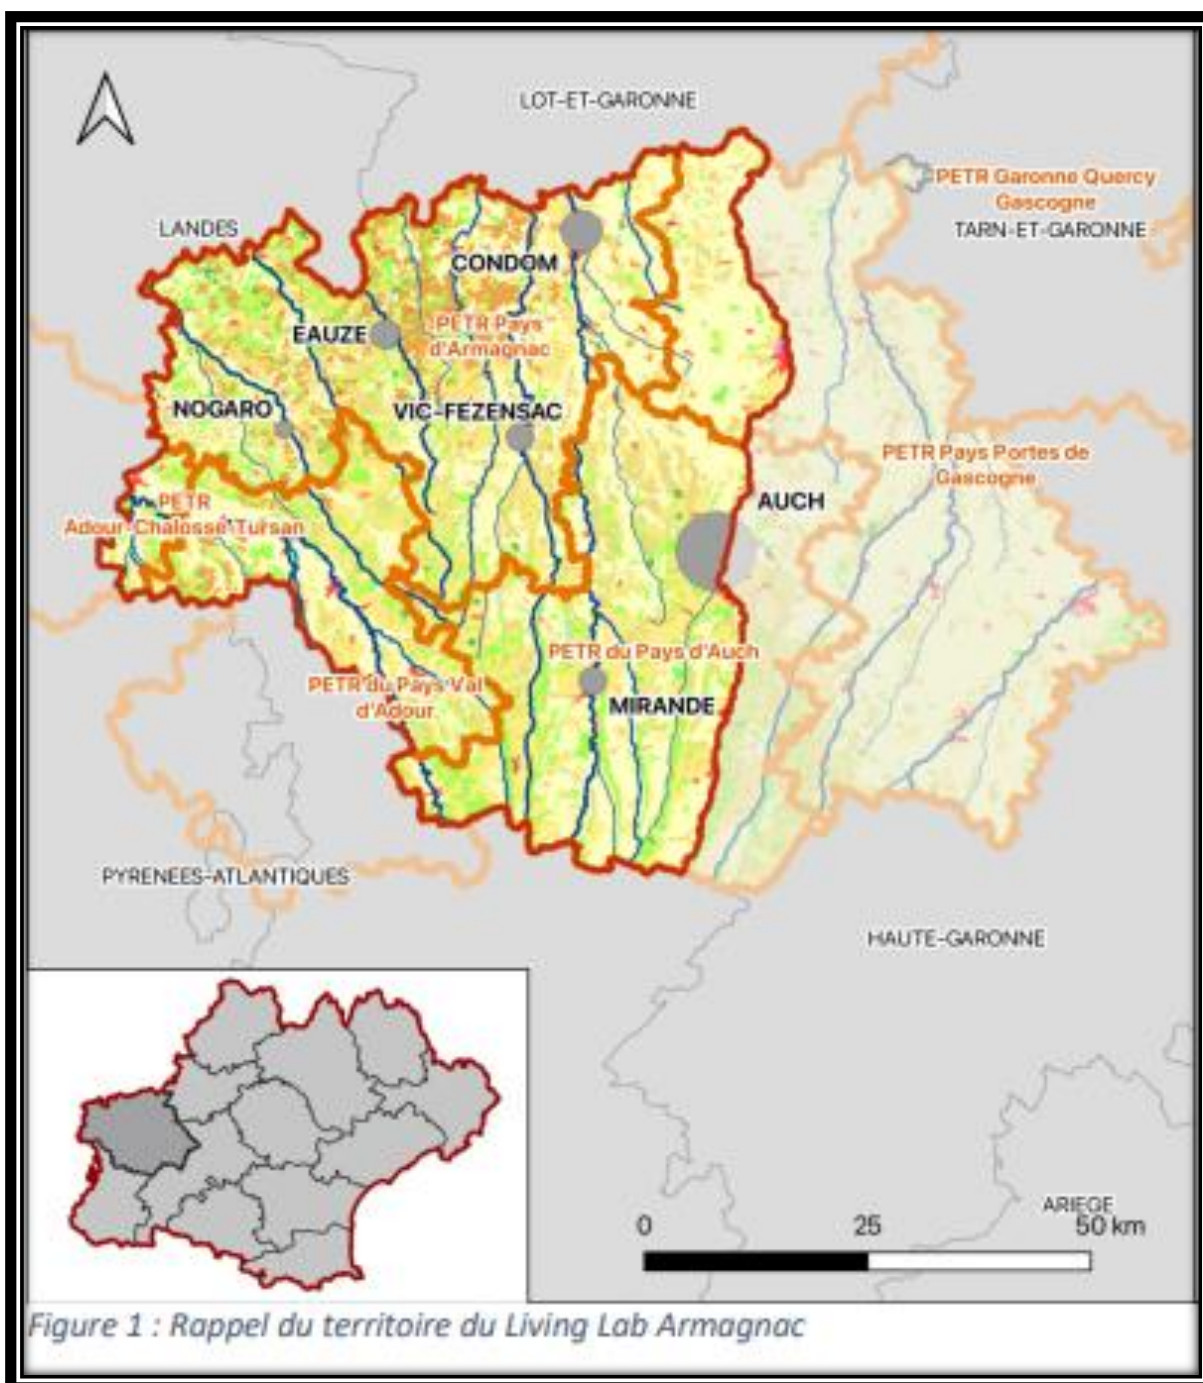 LOT-ET-GARONNE
PETR Garonne Quercy
Gascogne
LANDES
TARN-ET-GARONNE
CONDOM
EAUZE
PETR Pays
d'Armagnac
NOGARO
VIC-FEZENSAC
PETR Pays Portes de
Gascogne
PETR
Adour-Chalosse-Tursan
AUCH
PETR du Pays d'Auch
PETR du Pays Val
d'Adour
MIRANDE
PYRENEES-ATLANTIQUES
HAUTE-GARONNE
ARIEGE
0 25 50 km
Figure 1 : Rappel du territoire du Living Lab Armagnac